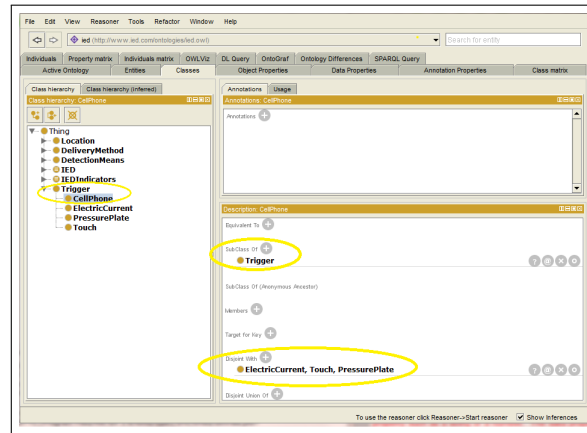 File Edit View Reasoner Tools Refactor Window Help
ied (http://www.ied.com/ontologies/ied.owl)
Search for entity
Individuals Property matrix Individuals matrix OWLViz DL Query OntoGraf Ontology Differences SPARQL Query
Active Ontology Entities Classes Object Properties Data Properties Annotation Properties Class matrix
Class hierarchy Class hierarchy (inferred)
Class hierarchy: CellPhone
Thing
Location
DeliveryMethod
DetectionMeans
IED
IEDIndicators
Trigger
CellPhone
ElectricCurrent
PressurePlate
Touch
Annotations Usage
Annotations: CellPhone
Annotations
Description: CellPhone
Equivalent To
SubClass Of
Trigger
SubClass Of (Anonymous Ancestor)
Members
Target for Key
Disjoint With
ElectricCurrent, Touch, PressurePlate
Disjoint Union Of
To use the reasoner click Reasoner->Start reasoner Show Inferences